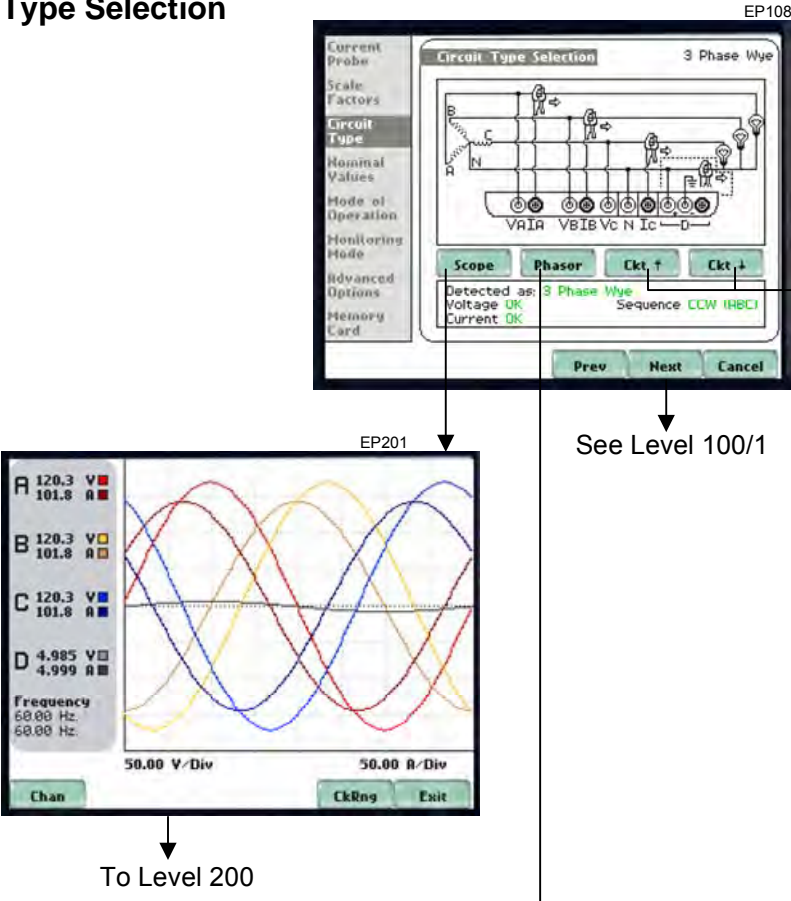 Type Selection
EP108
Current
Probe
Scale
Factors
Circuit
Type
Nominal
Values
Mode of
Operation
Monitoring
Mode
Advanced
Options
Memory
Card
Circuit Type Selection
3 Phase Wye
B
C
A
N
VA IA VB IB Vc N Ic D
Scope Phasor Ckt ↑ Ckt ↓
Detected as: 3 Phase Wye
Voltage OK Sequence CCW (ABC)
Current OK
Prev Next Cancel
See Level 100/1
EP201
A 120.3 V
101.8 A
B 120.3 V
101.8 A
C 120.3 V
101.8 A
D 4.985 V
4.999 A
Frequency
60.00 Hz.
60.00 Hz.
50.00 V/Div 50.00 A/Div
Chan CkRng Exit
To Level 200